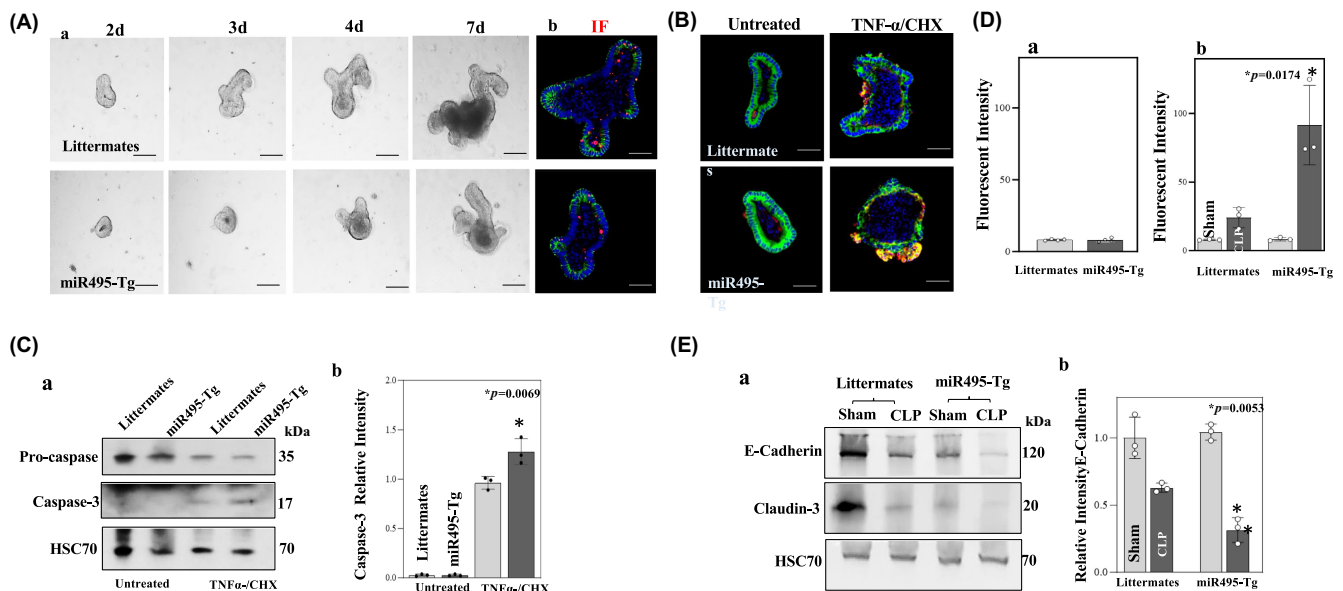 (A)
a
2d
3d
4d
7d
b
IF
Littermates
miR495-Tg
(B)
Untreated
TNF-α/CHX
Littermate
s
miR495-
Tg
(D)
a
Fluorescent Intensity
100
50
0
Littermates miR495-Tg
b
*p=0.0174
*
Fluorescent Intensity
100
50
0
Sham
CLP
Littermates
miR495-Tg
(C)
a
Littermates
miR495-Tg
Littermates
miR495-Tg
kDa
Pro-caspase
35
Caspase-3
17
HSC70
70
Untreated
TNFα-/CHX
b
Caspase-3 Relative Intensity
2.0
1.5
1.0
0.5
0.0
*p=0.0069
*
Littermates
miR495-Tg
Untreated
TNFα-/CHX
(E)
a
Littermates
miR495-Tg
Sham CLP Sham CLP
kDa
E-Cadherin
120
Claudin-3
20
HSC70
70
b
Relative IntensityE-Cadherin
1.0
0.5
0
*p=0.0053
*
*
Sham
CLP
Littermates
miR495-Tg